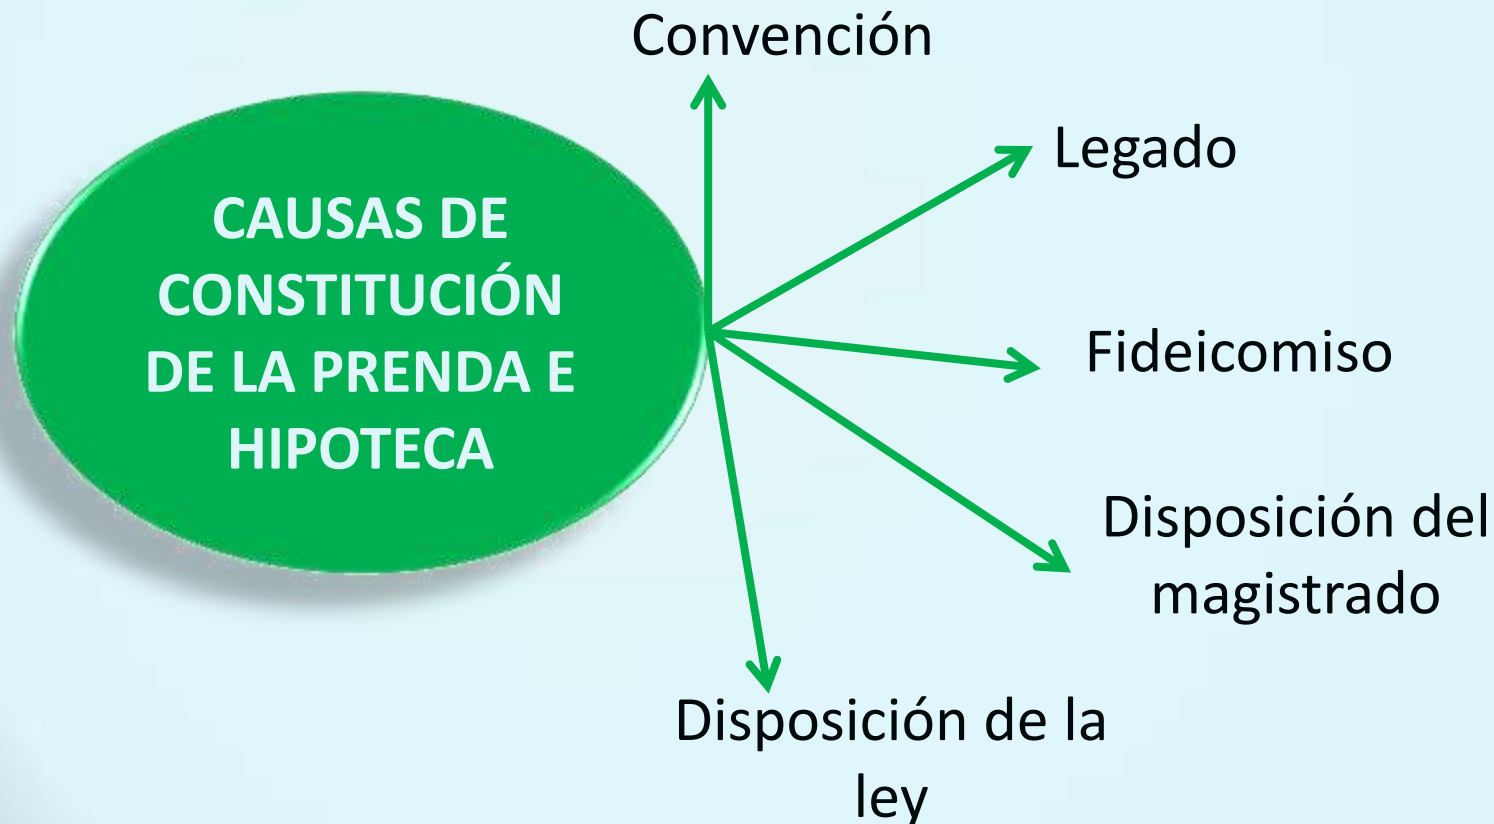 CAUSAS DE
CONSTITUCIÓN
DE LA PRENDA E
HIPOTECA
Convención
Legado
Fideicomiso
Disposición del
magistrado
Disposición de la
ley